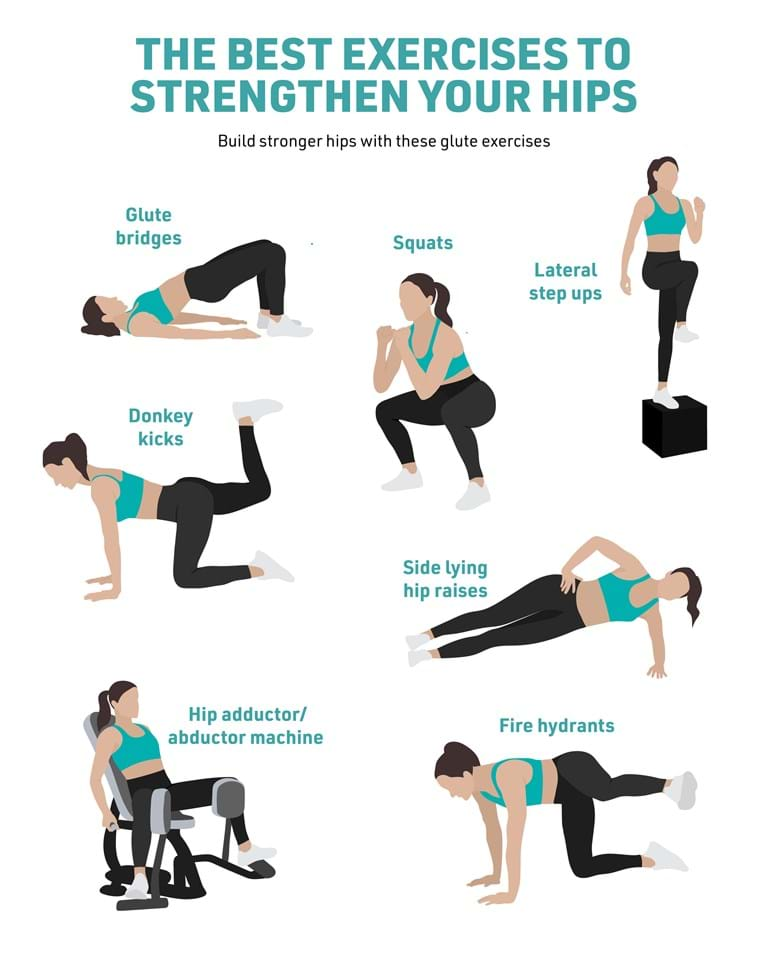 THE BEST EXERCISES TO
STRENGTHEN YOUR HIPS
Build stronger hips with these glute exercises
Glute
bridges
Squats
Lateral
step ups
Donkey
kicks
Side lying
hip raises
Hip adductor/
abductor machine
Fire hydrants